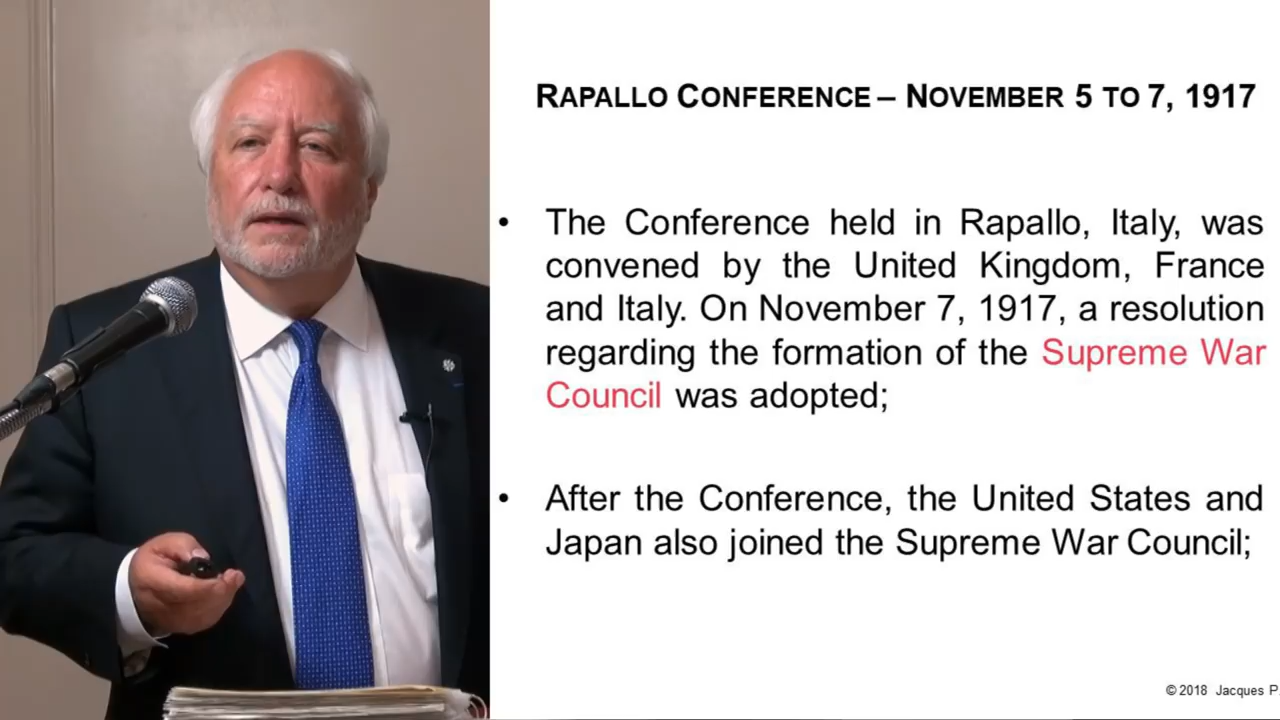 RAPALLO CONFERENCE – NOVEMBER 5 TO 7, 1917
• The Conference held in Rapallo, Italy, was
convened by the United Kingdom, France
and Italy. On November 7, 1917, a resolution
regarding the formation of the Supreme War
Council was adopted;
• After the Conference, the United States and
Japan also joined the Supreme War Council;
© 2018 Jacques P.